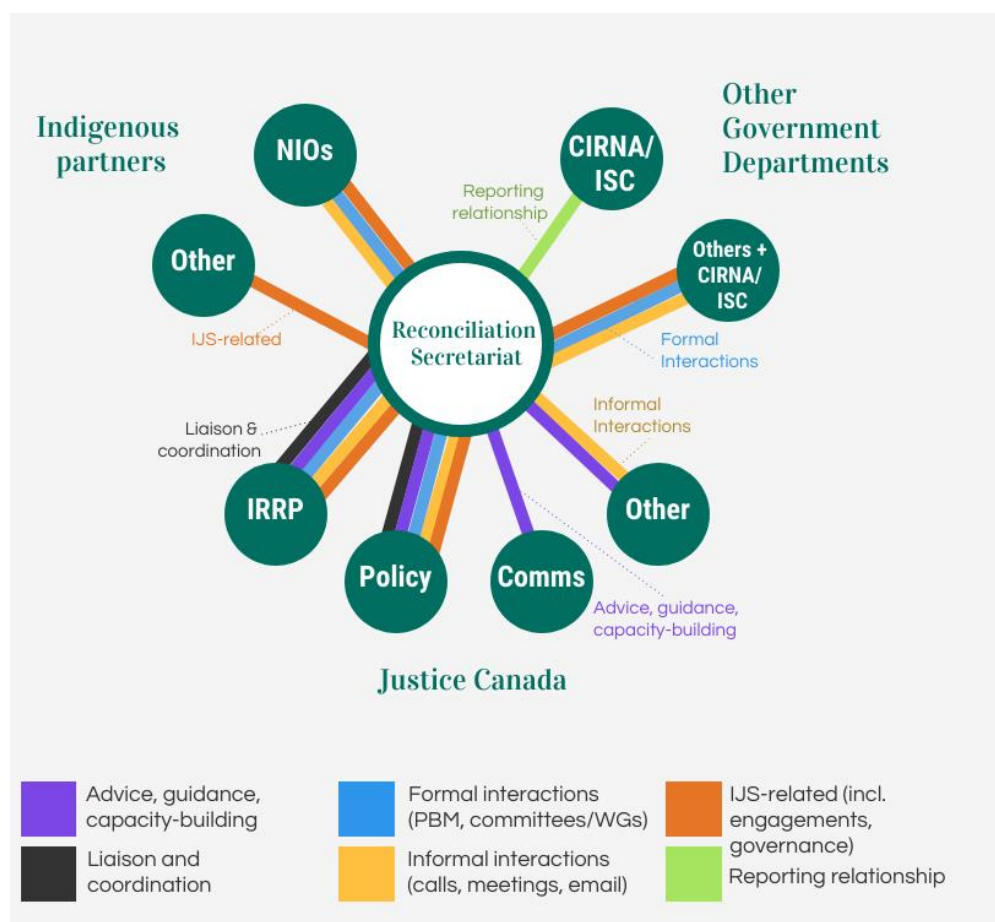 Indigenous
partners
Other
Government
Departments
NIOs
CIRNA/
ISC
Reporting
relationship
Other
Others +
CIRNA/
ISC
Reconciliation
Secretariat
IJS-related
Formal
Interactions
Informal
Interactions
Liaison &
coordination
IRRP
Other
Policy
Comms
Advice, guidance,
capacity-building
Justice Canada
Advice, guidance,
capacity-building
Formal interactions
(PBM, committees/WGs)
IJS-related (incl.
engagements,
governance)
Liaison and
coordination
Informal interactions
(calls, meetings, email)
Reporting relationship